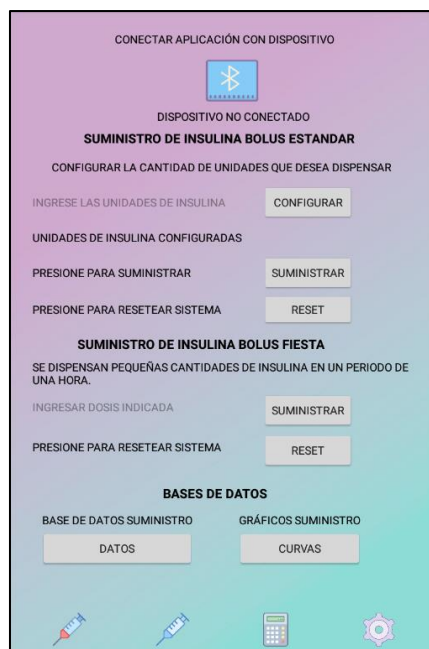 CONECTAR APLICACIÓN CON DISPOSITIVO
DISPOSITIVO NO CONECTADO
SUMINISTRO DE INSULINA BOLUS ESTANDAR
CONFIGURAR LA CANTIDAD DE UNIDADES QUE DESEA DISPENSAR
INGRESE LAS UNIDADES DE INSULINA CONFIGURAR
UNIDADES DE INSULINA CONFIGURADAS
PRESIONE PARA SUMINISTRAR SUMINISTRAR
PRESIONE PARA RESETEAR SISTEMA RESET
SUMINISTRO DE INSULINA BOLUS FIESTA
SE DISPENSAN PEQUEÑAS CANTIDADES DE INSULINA EN UN PERIODO DE
UNA HORA.
INGRESAR DOSIS INDICADA SUMINISTRAR
PRESIONE PARA RESETEAR SISTEMA RESET
BASES DE DATOS
BASE DE DATOS SUMINISTRO GRÁFICOS SUMINISTRO
DATOS CURVAS